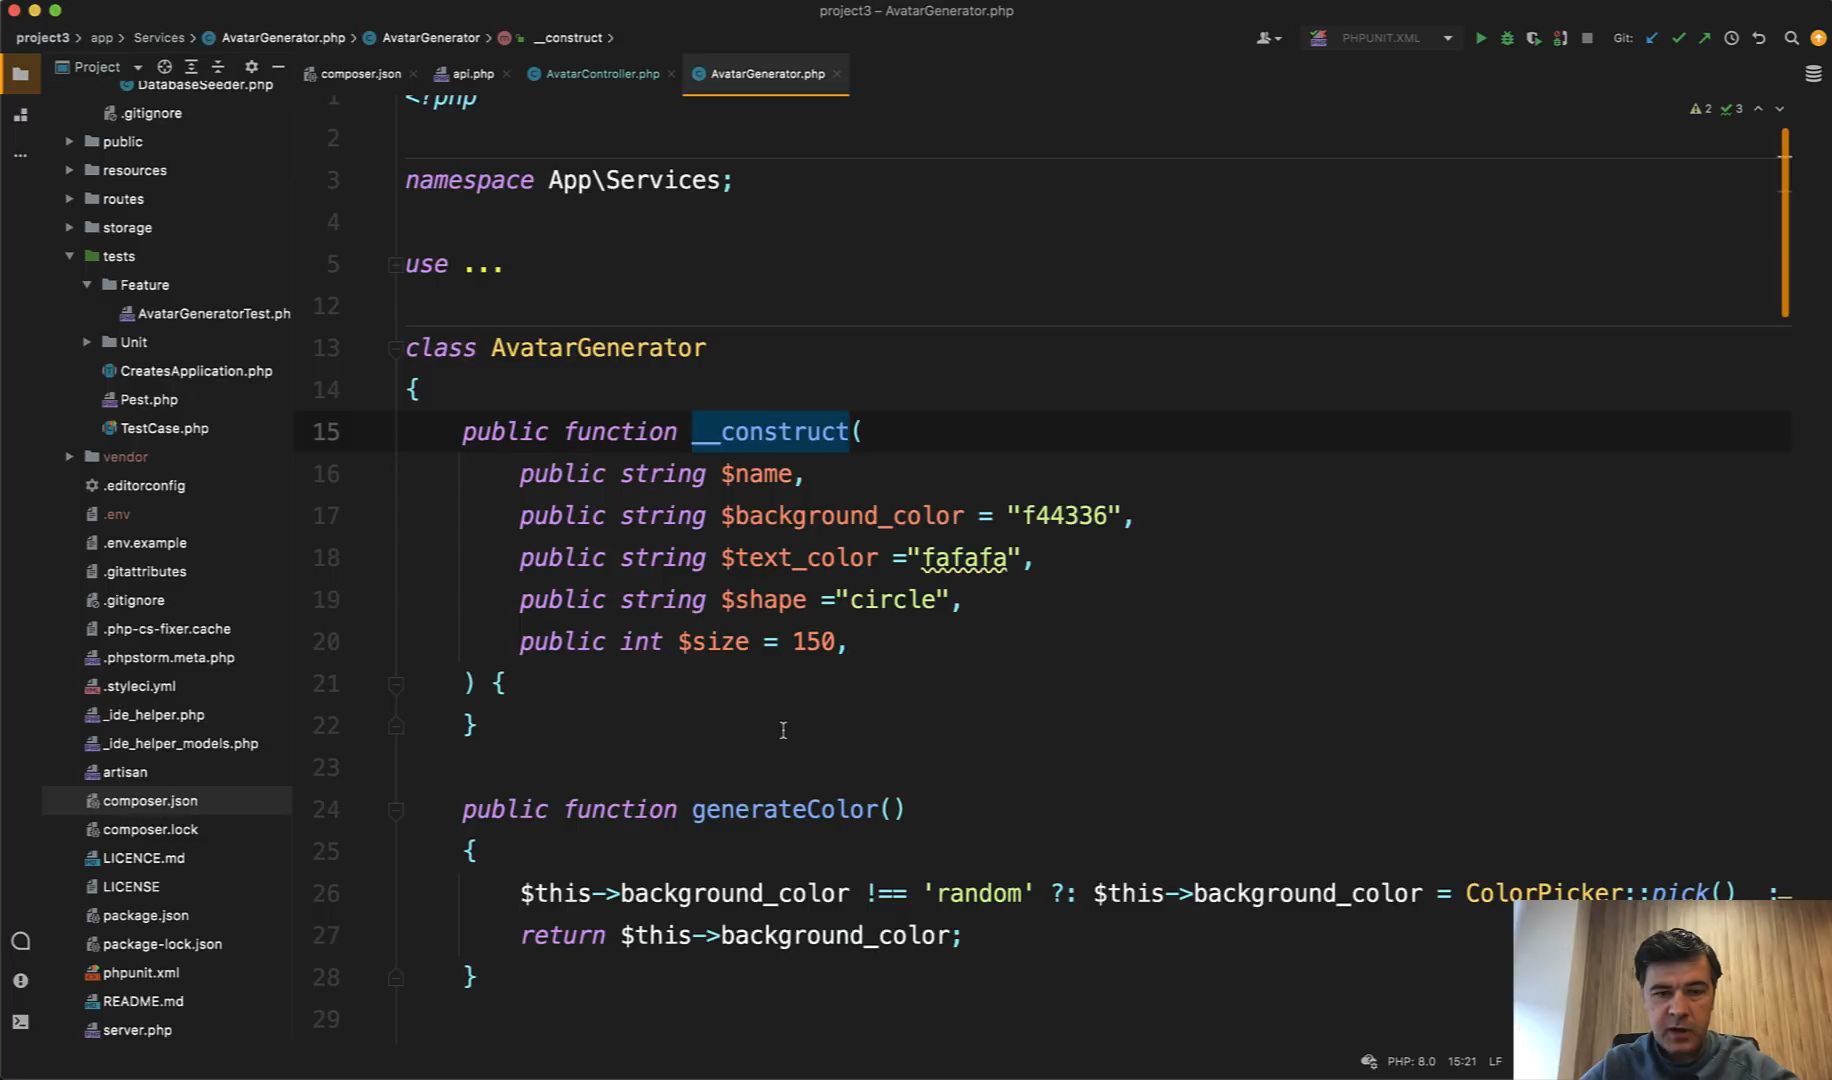 project3 – AvatarGenerator.php
project3 app Services AvatarGenerator.php AvatarGenerator __construct
PHPUNIT.XML
Git:
Project
composer.json
api.php
AvatarController.php
AvatarGenerator.php
2 3
DatabaseSeeder.php
.gitignore
public
resources
routes
storage
tests
Feature
AvatarGeneratorTest.ph
Unit
CreatesApplication.php
Pest.php
TestCase.php
vendor
.editorconfig
.env
.env.example
.gitattributes
.gitignore
.php-cs-fixer.cache
.phpstorm.meta.php
.styleci.yml
_ide_helper.php
_ide_helper_models.php
artisan
composer.json
composer.lock
LICENCE.md
LICENSE
package.json
package-lock.json
phpunit.xml
README.md
server.php
1 <?php
2
3 namespace App\Services;
4
5 use ...
12
13 class AvatarGenerator
14 {
15 public function __construct(
16 public string $name,
17 public string $background_color = "f44336",
18 public string $text_color ="fafafa",
19 public string $shape ="circle",
20 public int $size = 150,
21 ) {
22 }
23
24 public function generateColor()
25 {
26 $this->background_color !== 'random' ?: $this->background_color = ColorPicker::pick() ;
27 return $this->background_color;
28 }
29
PHP: 8.0 15:21 LF